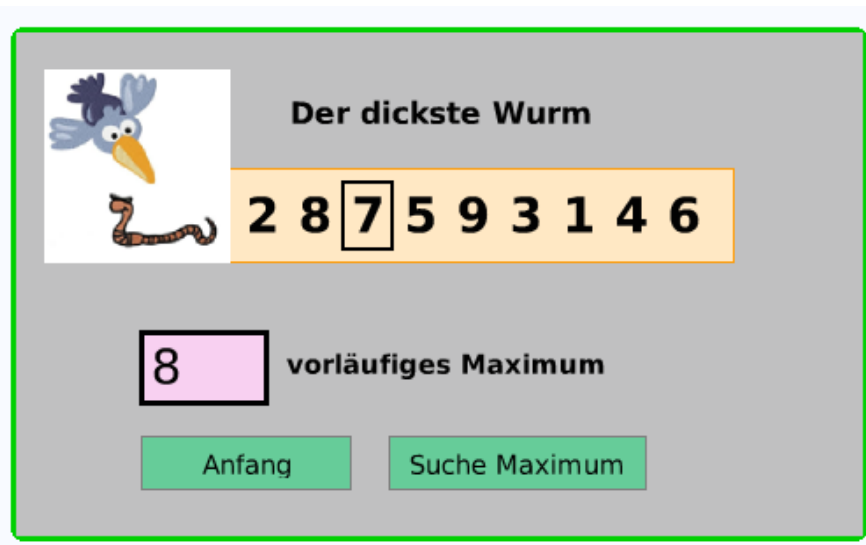 Der dickste Wurm
2 8 7 5 9 3 1 4 6
8 vorläufiges Maximum
Anfang Suche Maximum